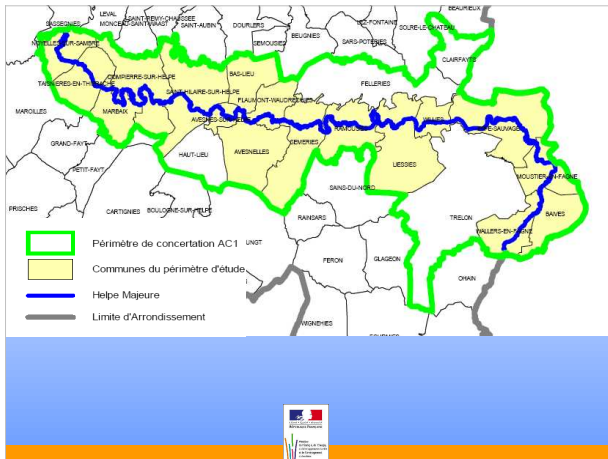 BEAURIEUX
LEVAL
SAINT-REMY-CHAUSSEE
SASSEGNIES
MONCEAU-SAINT-WAAST
SAINT-AUBIN
DOURLERS
BEUGNIES
SOLRE-LE-CHATEAU
SEMOUSIES
SARS-POTERIES
NOYELLES-SUR-SAMBRE
CLAIRFAYTS
BAS-LIEU
DOMPIERRE-SUR-HELPE
TAISNIERES-EN-THIERACHE
FELLERIES
SAINT-HILAIRE-SUR-HELPE
FLAUMONT-WAUDRECHIES
MAROILLES
MARBAIX
AVESNES-SUR-HELPE
RAMOUSIES
WILLIES
SEMERIES
GRAND-FAYT
HAUT-LIEU
AVESNELLES
LIESSIES
PETIT-FAYT
MOUSTIER-EN-FAGNE
SAINS-DU-NORD
BAIVES
PRISCHES
CARTIGNIES
BOULOGNE-SUR-HELPE
RAINSARS
TRELON
WALLERS-EN-FAGNE
FERON
GLAGEON
OHAIN
WIGNEHIES
Périmètre de concertation AC1
Communes du périmètre d'étude
Helpe Majeure
Limite d'Arrondissement
RÉPUBLIQUE FRANÇAISE